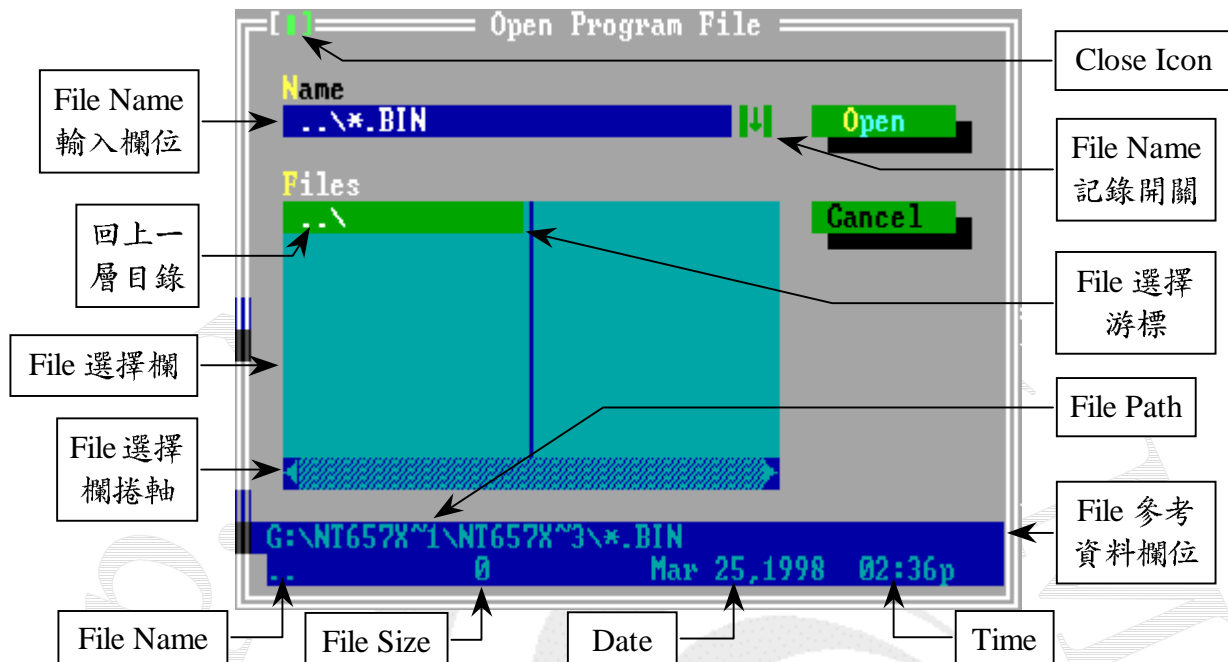 [ ] Open Program File
Close Icon
File Name
輸入欄位
Name
..\*.BIN
Open
File Name
記錄開關
Files
..\
Cancel
回上一
層目錄
File 選擇
游標
File 選擇欄
File Path
File 選擇
欄捲軸
G:\NT657X~1\NT657X~3\*.BIN
File 參考
資料欄位
.. 0 Mar 25,1998 02:36p
File Name
File Size
Date
Time